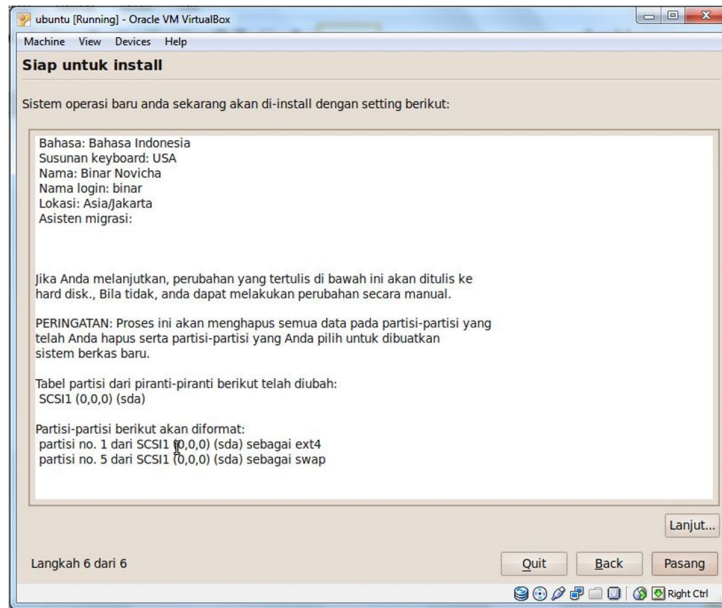 ubuntu [Running] - Oracle VM VirtualBox
Machine View Devices Help
Siap untuk install
Sistem operasi baru anda sekarang akan di-install dengan setting berikut:
Bahasa: Bahasa Indonesia
Susunan keyboard: USA
Nama: Binar Novicha
Nama login: binar
Lokasi: Asia/Jakarta
Asisten migrasi:
Jika Anda melanjutkan, perubahan yang tertulis di bawah ini akan ditulis ke
hard disk., Bila tidak, anda dapat melakukan perubahan secara manual.
PERINGATAN: Proses ini akan menghapus semua data pada partisi-partisi yang
telah Anda hapus serta partisi-partisi yang Anda pilih untuk dibuatkan
sistem berkas baru.
Tabel partisi dari piranti-piranti berikut telah diubah:
SCSI1 (0,0,0) (sda)
Partisi-partisi berikut akan diformat:
partisi no. 1 dari SCSI1 (0,0,0) (sda) sebagai ext4
partisi no. 5 dari SCSI1 (0,0,0) (sda) sebagai swap
Lanjut...
Langkah 6 dari 6
Quit
Back
Pasang
Right Ctrl